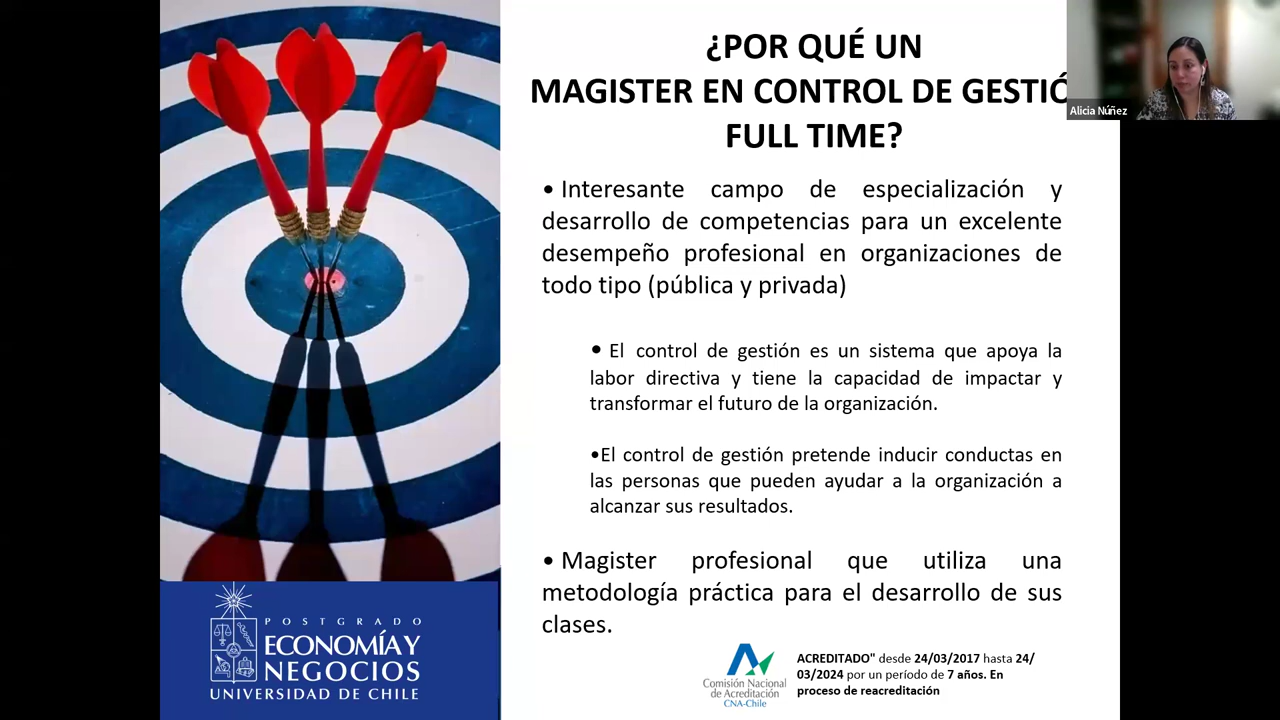 ¿POR QUÉ UN
MAGISTER EN CONTROL DE GESTIÓ
FULL TIME?
Alicia Núñez
• Interesante campo de especialización y
desarrollo de competencias para un excelente
desempeño profesional en organizaciones de
todo tipo (pública y privada)
• El control de gestión es un sistema que apoya la
labor directiva y tiene la capacidad de impactar y
transformar el futuro de la organización.
•El control de gestión pretende inducir conductas en
las personas que pueden ayudar a la organización a
alcanzar sus resultados.
• Magister profesional que utiliza una
metodología práctica para el desarrollo de sus
clases.
POSTGRADO
ECONOMÍA Y
NEGOCIOS
UNIVERSIDAD DE CHILE
Comisión Nacional
de Acreditación
CNA-Chile
ACREDITADO" desde 24/03/2017 hasta 24/
03/2024 por un período de 7 años. En
proceso de reacreditación